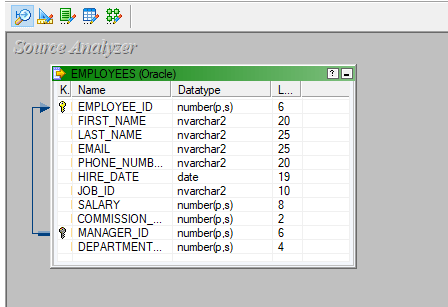 Source Analyzer
EMPLOYEES (Oracle)
K. Name Datatype L...
EMPLOYEE_ID number(p,s) 6
FIRST_NAME nvarchar2 20
LAST_NAME nvarchar2 25
EMAIL nvarchar2 25
PHONE_NUMB... nvarchar2 20
HIRE_DATE date 19
JOB_ID nvarchar2 10
SALARY number(p,s) 8
COMMISSION_... number(p,s) 2
MANAGER_ID number(p,s) 6
DEPARTMENT... number(p,s) 4